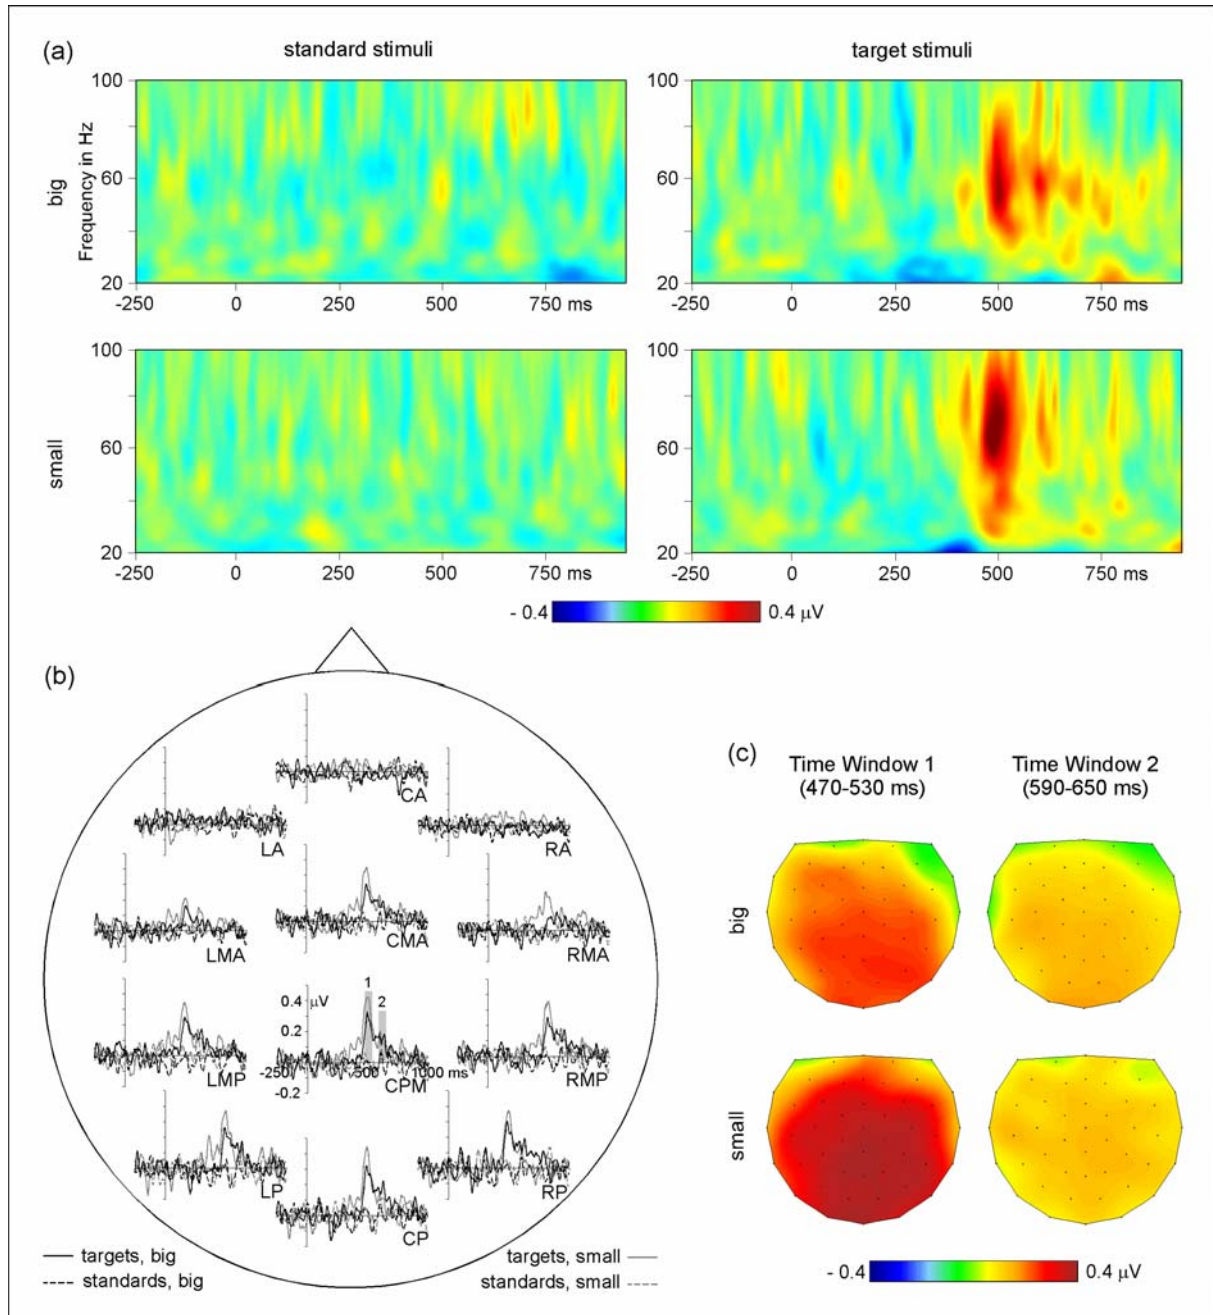 (a)
standard stimuli
target stimuli
big
Frequency in Hz
100
60
20
-250 0 250 500 750 ms
100
60
20
-250 0 250 500 750 ms
small
100
60
20
-250 0 250 500 750 ms
100
60
20
-250 0 250 500 750 ms
- 0.4 0.4 µV
(b)
CA
LA
RA
LMA
CMA
RMA
1
2
0.4 µV
0.2
-250 500 1000 ms
-0.2
LMP
CPM
RMP
LP
RP
CP
targets, big
standards, big
targets, small
standards, small
(c)
Time Window 1
(470-530 ms)
Time Window 2
(590-650 ms)
big
small
- 0.4 0.4 µV